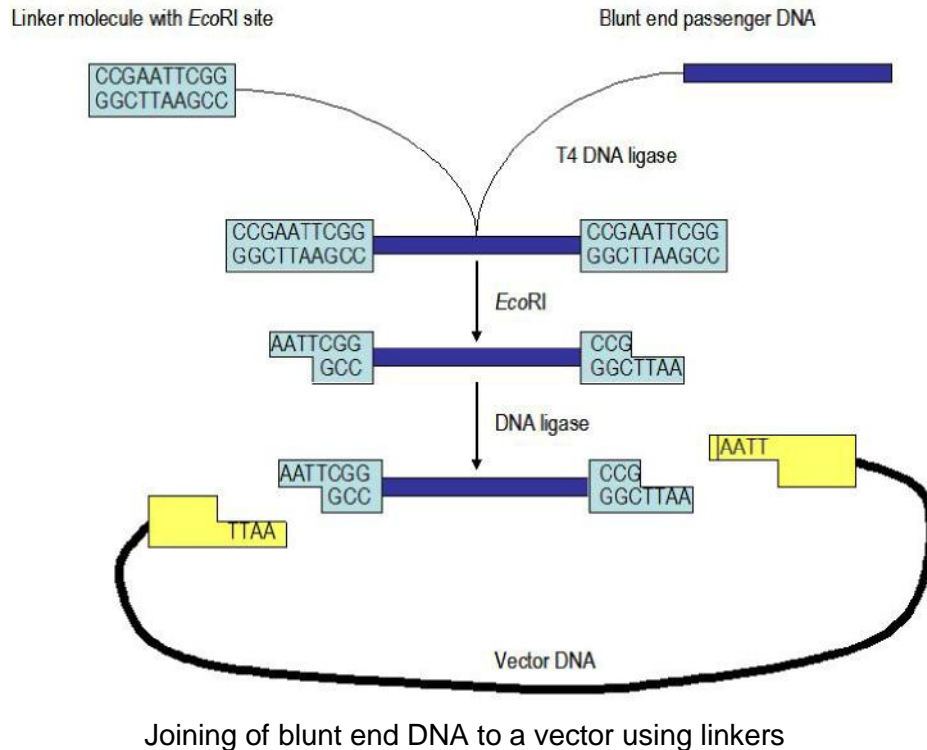 Linker molecule with EcoRI site
Blunt end passenger DNA
CCGAATTCGG
GGCTTAAGCC
T4 DNA ligase
CCGAATTCGG
GGCTTAAGCC
CCGAATTCGG
GGCTTAAGCC
EcoRI
AATTCGG
GCC
CCG
GGCTTAA
DNA ligase
AATT
AATTCGG
GCC
CCG
GGCTTAA
TTAA
Vector DNA
Joining of blunt end DNA to a vector using linkers